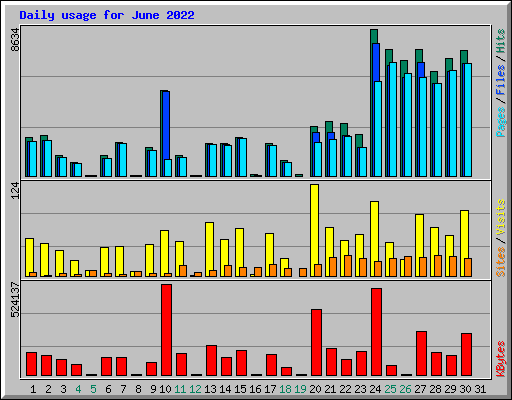 Daily usage for June 2022
8634
Pages / Files / Hits
124
Sites / Visits
524137
KBytes
1 2 3 4 5 6 7 8 9 10 11 12 13 14 15 16 17 18 19 20 21 22 23 24 25 26 27 28 29 30 31